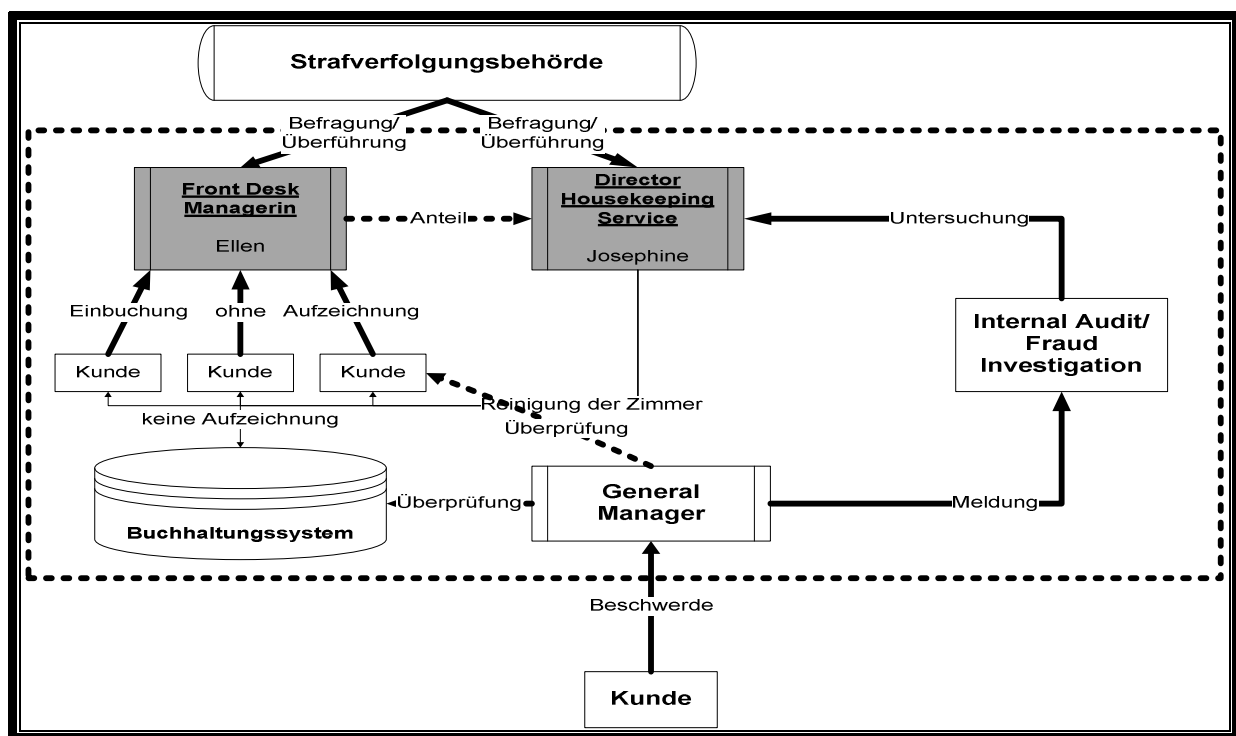 Strafverfolgungsbehörde
Befragung/
Überführung
Befragung/
Überführung
Front Desk
Managerin
Ellen
Anteil
Director
Housekeeping
Service
Josephine
Untersuchung
Einbuchung
ohne
Aufzeichnung
Internal Audit/
Fraud
Investigation
Kunde
Kunde
Kunde
keine Aufzeichnung
Reinigung der Zimmer
Überprüfung
Buchhaltungssystem
Überprüfung
General
Manager
Meldung
Beschwerde
Kunde